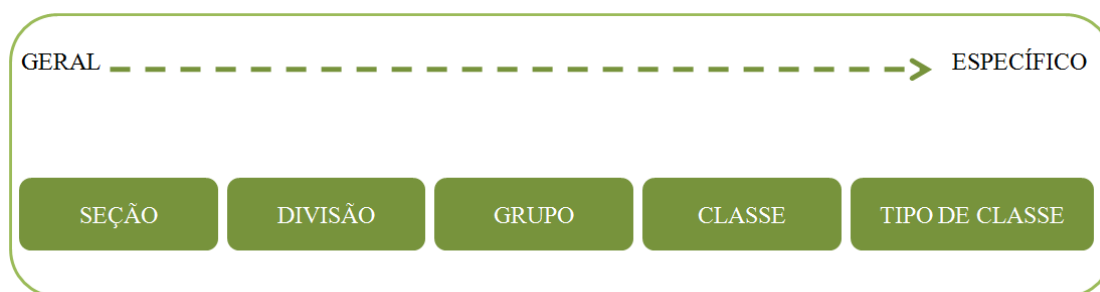 GERAL
ESPECÍFICO
SEÇÃO
DIVISÃO
GRUPO
CLASSE
TIPO DE CLASSE